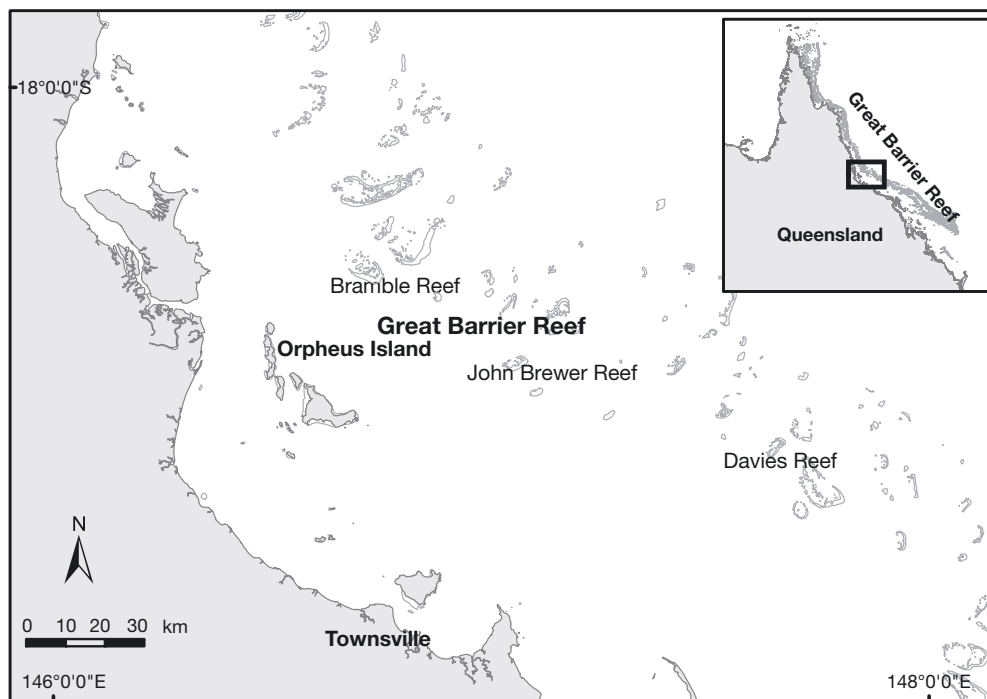 18°0'0"S
Great Barrier Reef
Queensland
Bramble Reef
Great Barrier Reef
Orpheus Island
John Brewer Reef
Davies Reef
N
0 10 20 30 km
Townsville
146°0'0"E
148°0'0"E